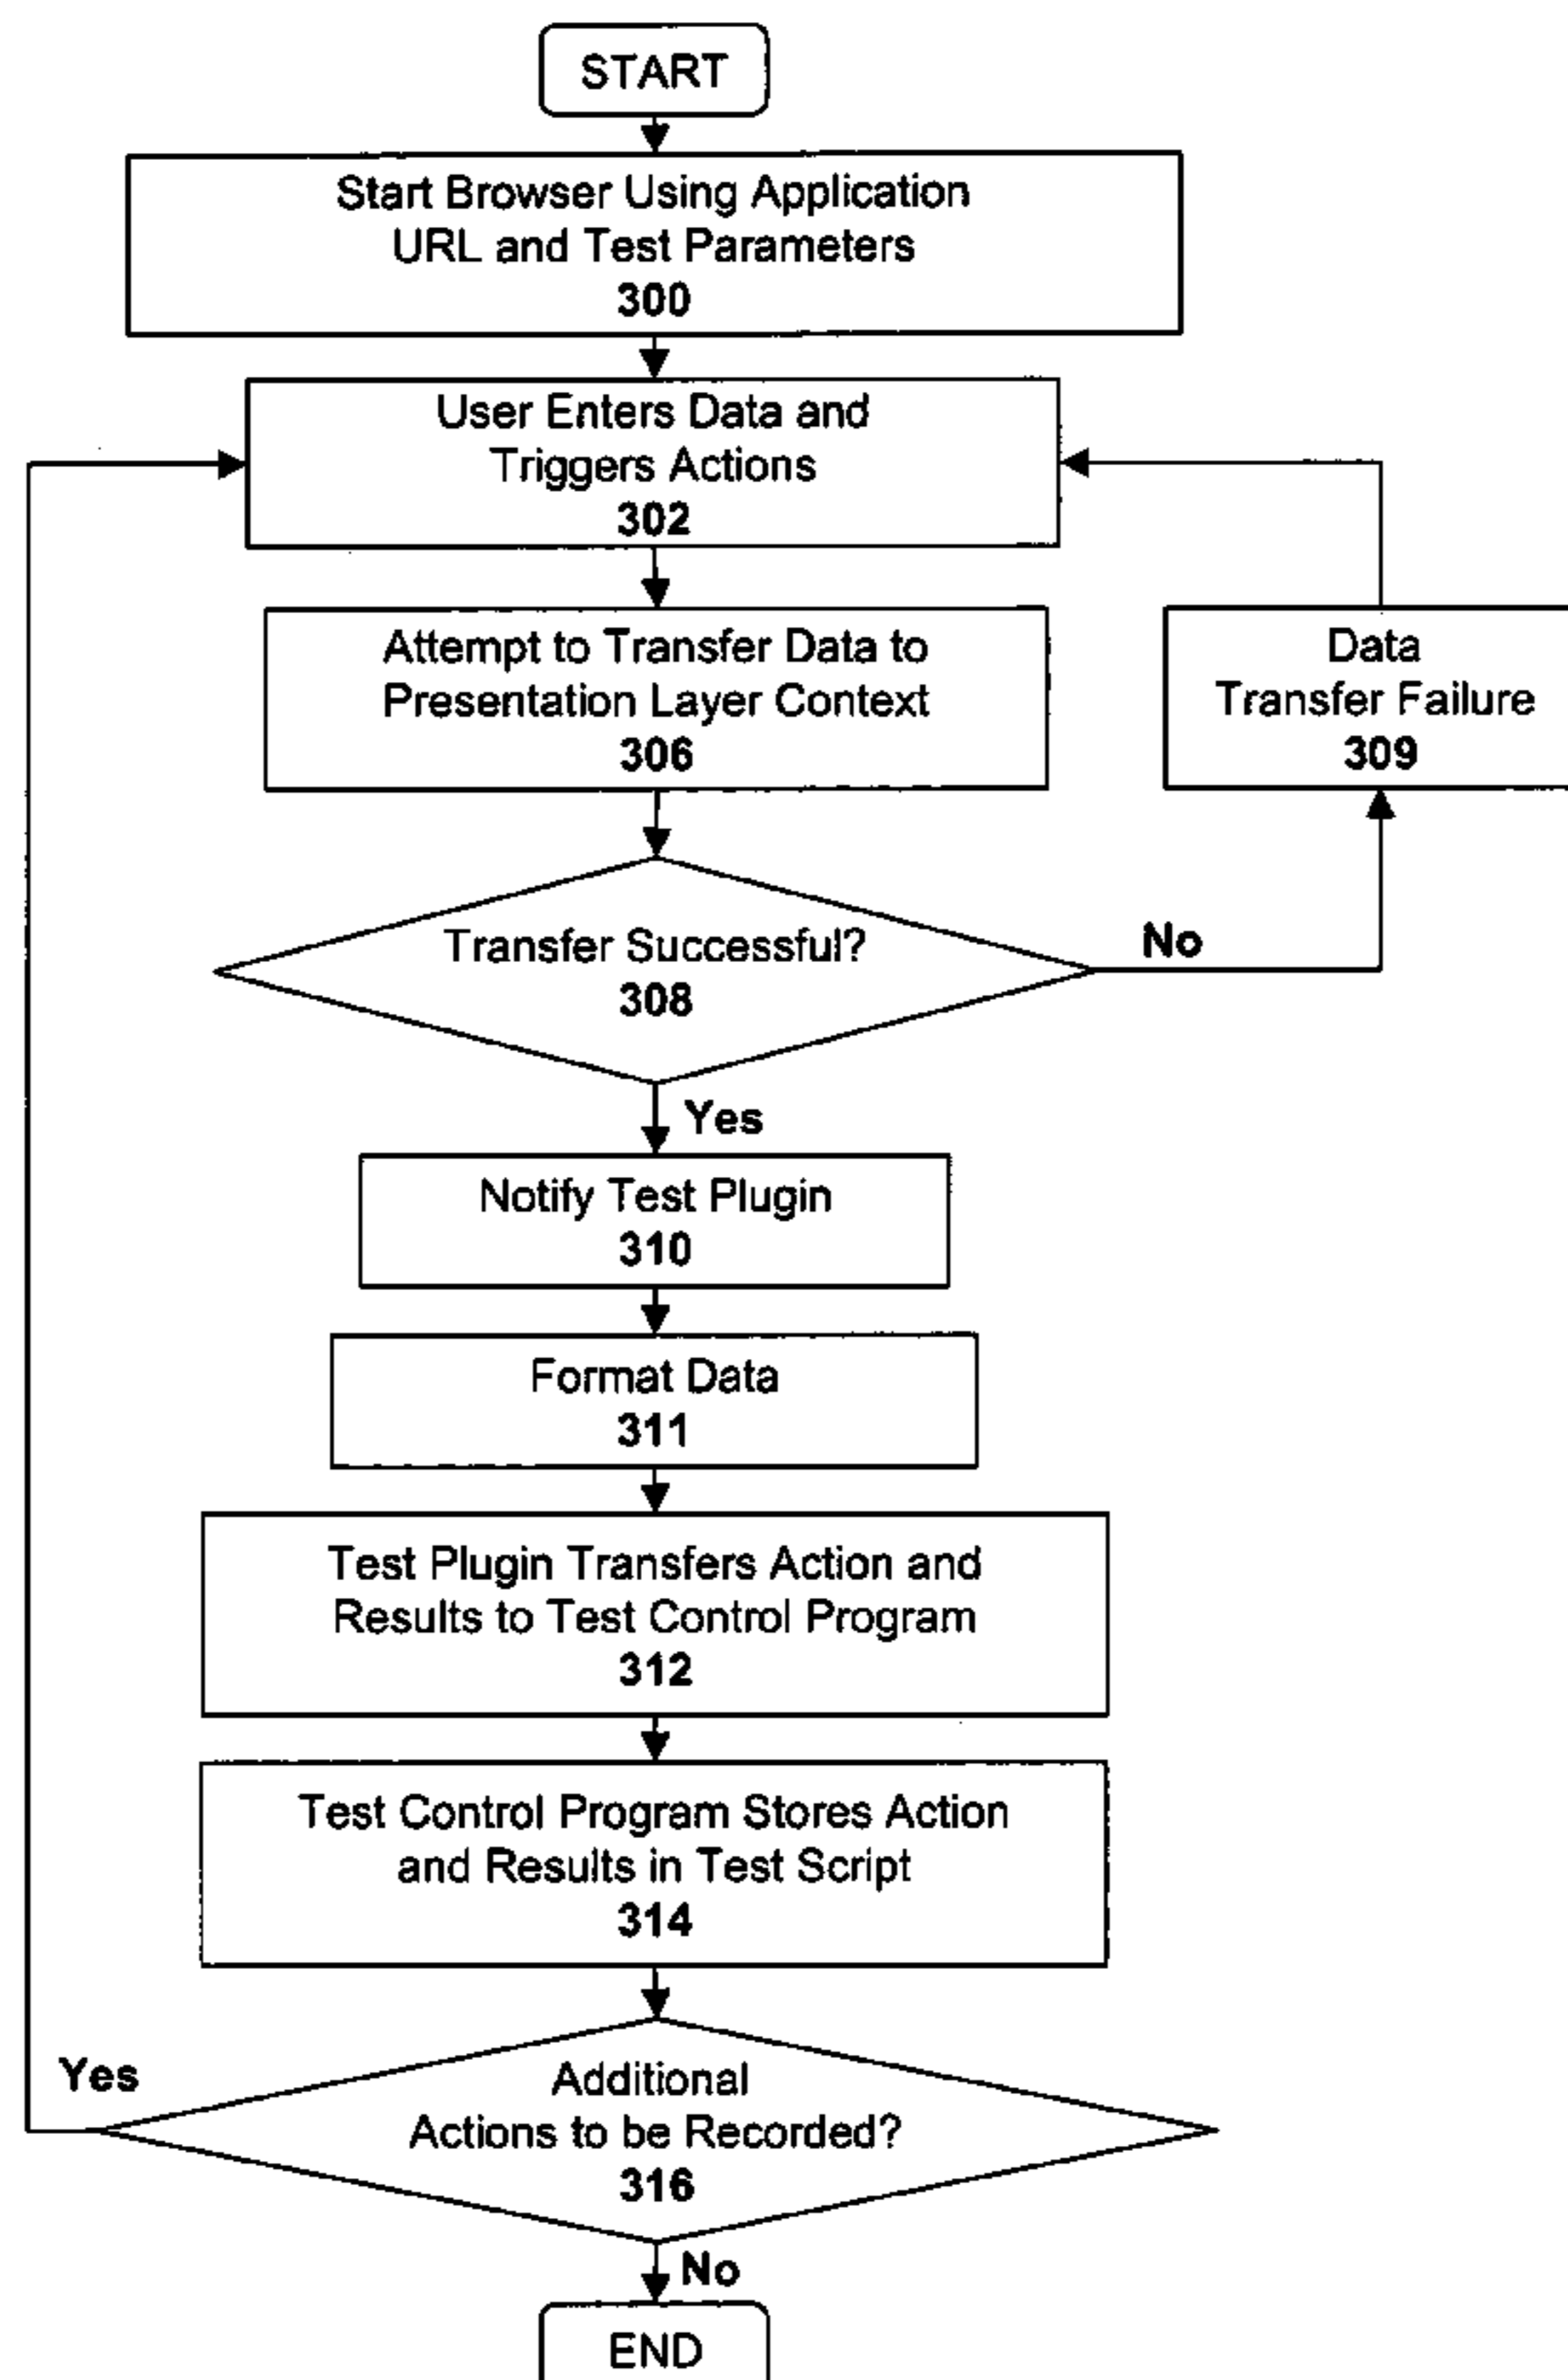 START
Start Browser Using Application
URL and Test Parameters
300
User Enters Data and
Triggers Actions
302
Attempt to Transfer Data to
Presentation Layer Context
306
Data
Transfer Failure
309
Transfer Successful?
308
No
Yes
Notify Test Plugin
310
Format Data
311
Test Plugin Transfers Action and
Results to Test Control Program
312
Test Control Program Stores Action
and Results in Test Script
314
Yes
Additional
Actions to be Recorded?
316
No
END